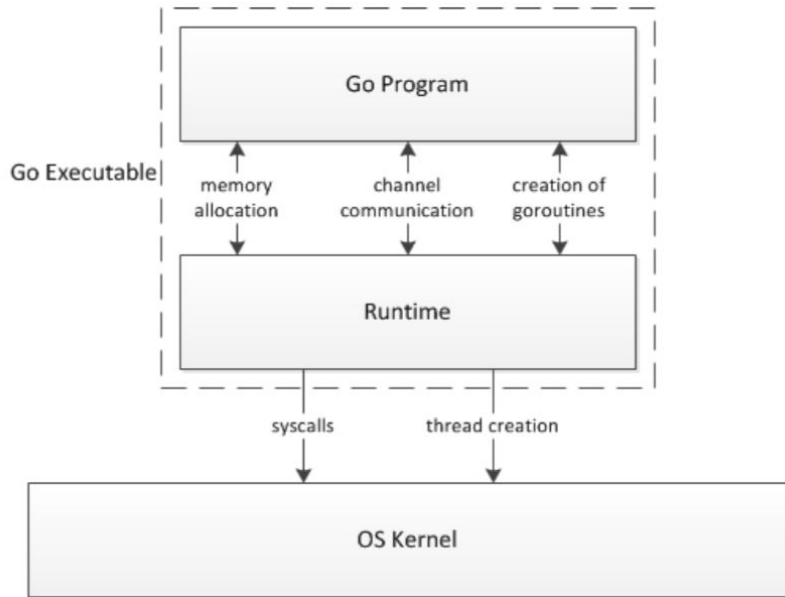 Go Program
Go Executable
memory
allocation
channel
communication
creation of
goroutines
Runtime
syscalls
thread creation
OS Kernel